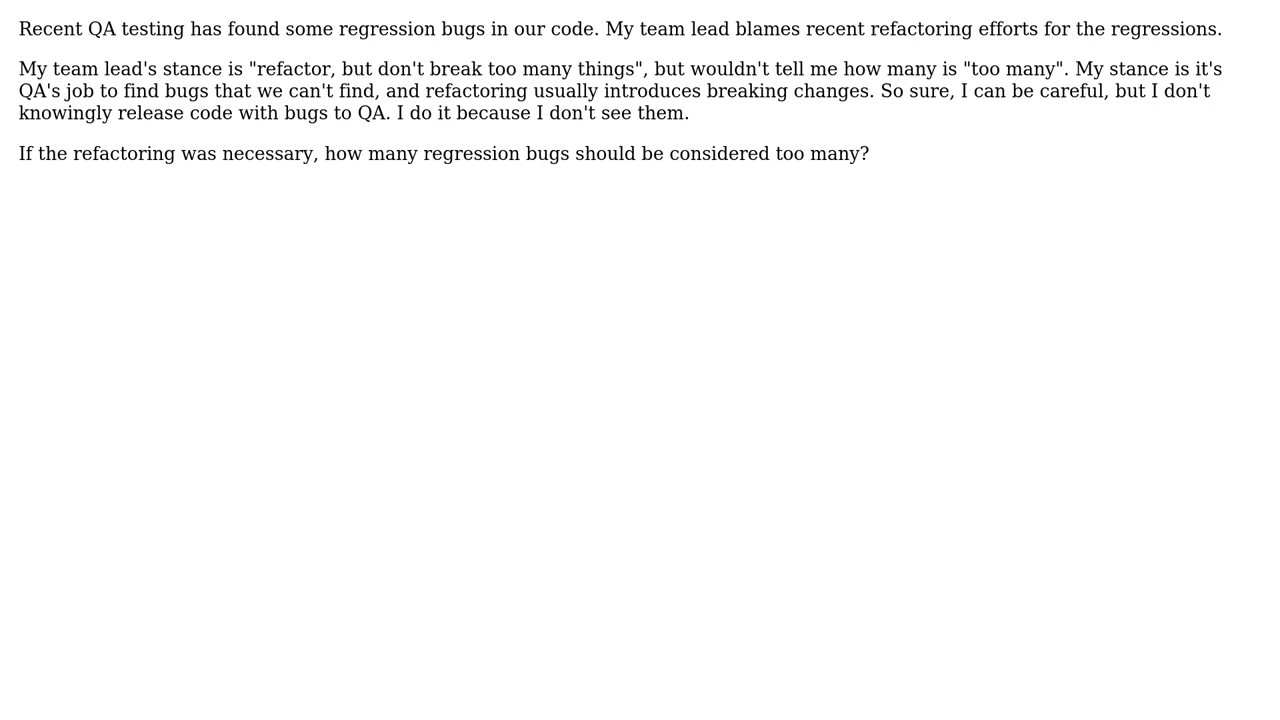 Recent QA testing has found some regression bugs in our code. My team lead blames recent refactoring efforts for the regressions.
My team lead's stance is "refactor, but don't break too many things", but wouldn't tell me how many is "too many". My stance is it's
QA's job to find bugs that we can't find, and refactoring usually introduces breaking changes. So sure, I can be careful, but I don't
knowingly release code with bugs to QA. I do it because I don't see them.
If the refactoring was necessary, how many regression bugs should be considered too many?